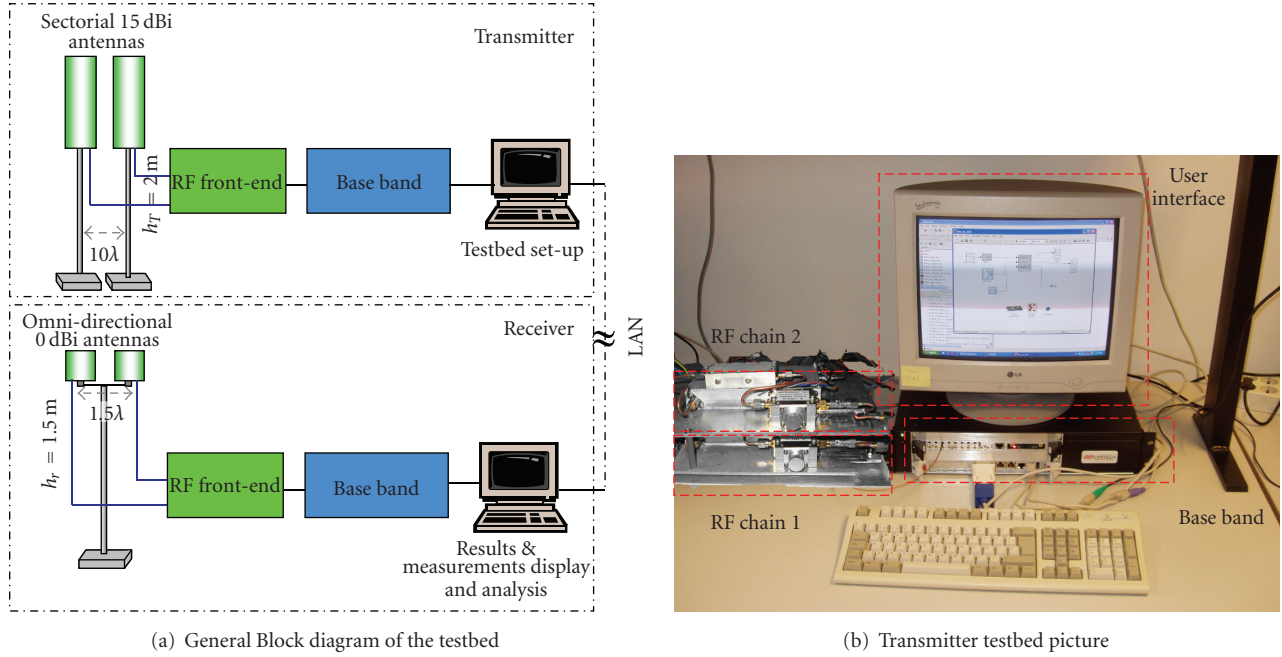 Sectorial 15 dBi
antennas
Transmitter
h_T = 2 m
RF front-end
Base band
10λ
Testbed set-up
Omni-directional
0 dBi antennas
Receiver
≈
LAN
1.5λ
h_r = 1.5 m
RF front-end
Base band
Results &
measurements display
and analysis
(a) General Block diagram of the testbed
User
interface
RF chain 2
LG
RF chain 1
Base band
(b) Transmitter testbed picture